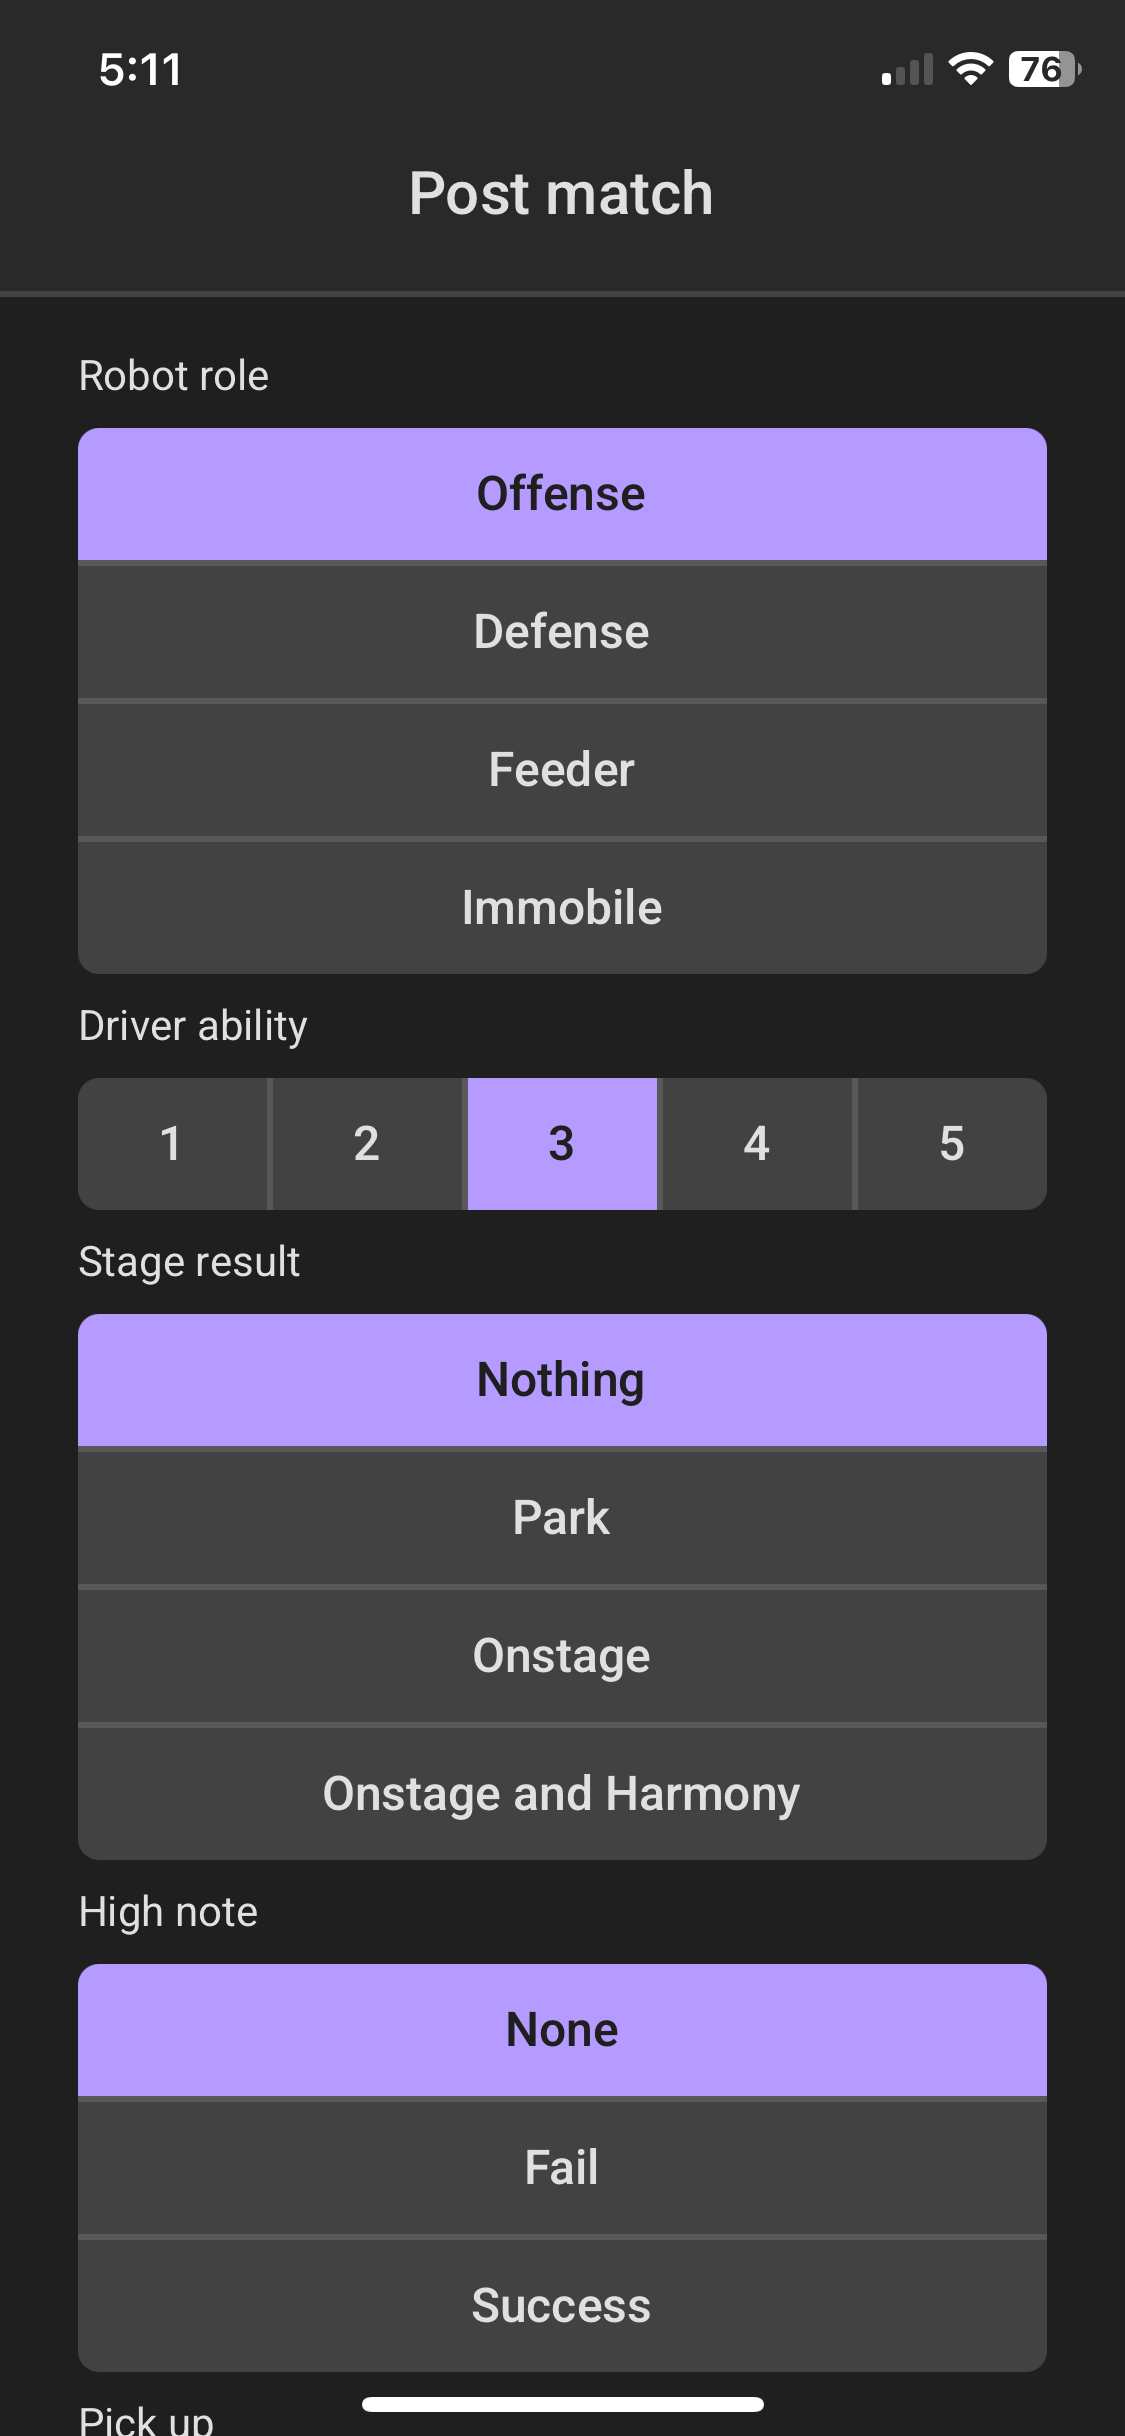 5:11
76
Post match
Robot role
Offense
Defense
Feeder
Immobile
Driver ability
1 2 3 4 5
Stage result
Nothing
Park
Onstage
Onstage and Harmony
High note
None
Fail
Success
Pick up